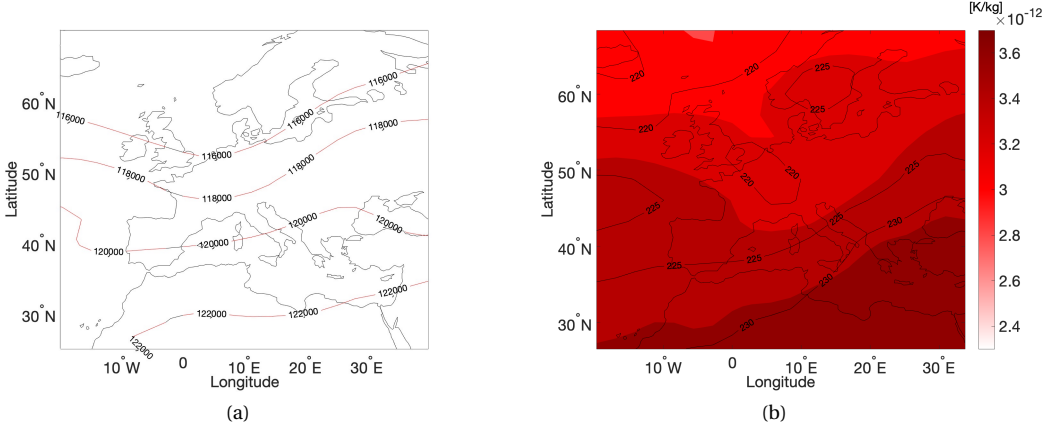 [K/kg]
×10⁻¹²
60°N
50°N
40°N
30°N
Latitude
116000
116000
116000
116000
118000
118000
118000
118000
120000
120000
120000
120000
122000
122000
122000
122000
10°W
0
10°E
20°E
30°E
Longitude
(a)
60°N
50°N
40°N
30°N
Latitude
220
220
225
225
220
220
220
225
225
225
225
230
230
230
10°W
0
10°E
20°E
30°E
Longitude
3.6
3.4
3.2
3
2.8
2.6
2.4
(b)